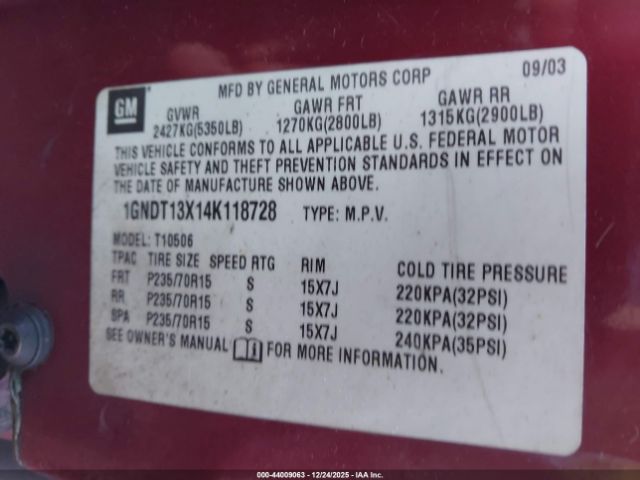 GM
MFD BY GENERAL MOTORS CORP 09/03
GVWR GAWR FRT GAWR RR
2427KG(5350LB) 1270KG(2800LB) 1315KG(2900LB)
THIS VEHICLE CONFORMS TO ALL APPLICABLE U.S. FEDERAL MOTOR
VEHICLE SAFETY AND THEFT PREVENTION STANDARDS IN EFFECT ON
THE DATE OF MANUFACTURE SHOWN ABOVE.
1GNDT13X14K118728 TYPE: M.P.V.
MODEL: T10506
TPAC TIRE SIZE SPEED RTG RIM COLD TIRE PRESSURE
FRT P235/70R15 S 15X7J 220KPA(32PSI)
RR P235/70R15 S 15X7J 220KPA(32PSI)
SPA P235/70R15 S 15X7J 240KPA(35PSI)
SEE OWNER'S MANUAL FOR MORE INFORMATION.
000-44009063 - 12/24/2025 - IAA Inc.